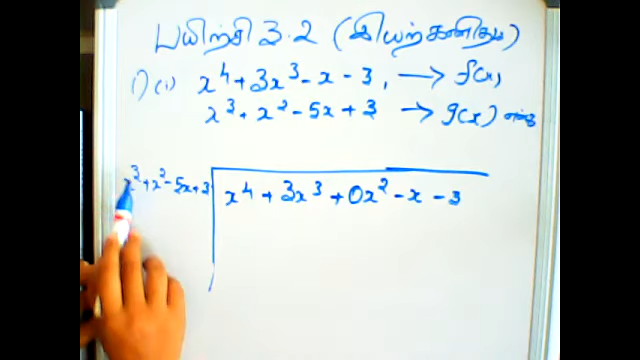 பயிற்சி 3.2 (இயற்கணிதம்)
1) (i) x⁴ + 3x³ - x - 3, → f(x)
x³ + x² - 5x + 3 → g(x) என்க
x³ + x² - 5x + 3 | x⁴ + 3x³ + 0x² - x - 3